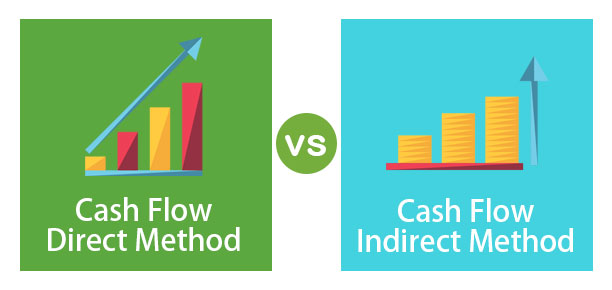 Cash Flow
Direct Method
vs
Cash Flow
Indirect Method